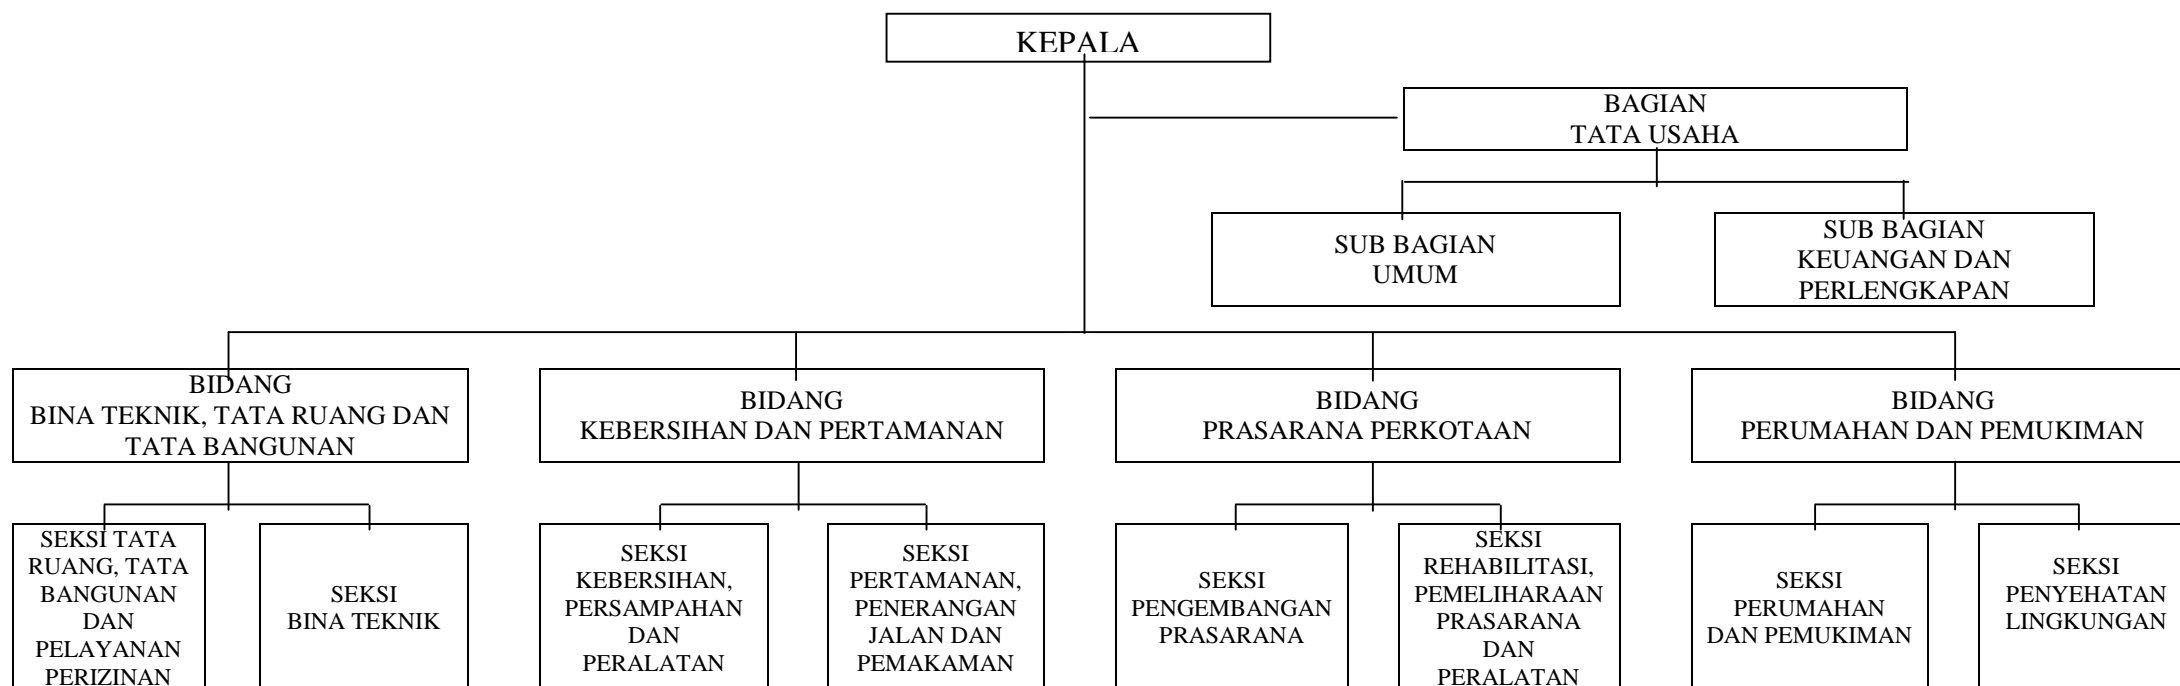 KEPALA
BAGIAN
TATA USAHA
SUB BAGIAN
UMUM
SUB BAGIAN
KEUANGAN DAN
PERLENGKAPAN
BIDANG
BINA TEKNIK, TATA RUANG DAN
TATA BANGUNAN
BIDANG
KEBERSIHAN DAN PERTAMANAN
BIDANG
PRASARANA PERKOTAAN
BIDANG
PERUMAHAN DAN PEMUKIMAN
SEKSI TATA
RUANG, TATA
BANGUNAN
DAN
PELAYANAN
PERIZINAN
SEKSI
BINA TEKNIK
SEKSI
KEBERSIHAN,
PERSAMPAHAN
DAN
PERALATAN
SEKSI
PERTAMANAN,
PENERANGAN
JALAN DAN
PEMAKAMAN
SEKSI
PENGEMBANGAN
PRASARANA
SEKSI
REHABILITASI,
PEMELIHARAAN
PRASARANA
DAN
PERALATAN
SEKSI
PERUMAHAN
DAN PEMUKIMAN
SEKSI
PENYEHATAN
LINGKUNGAN